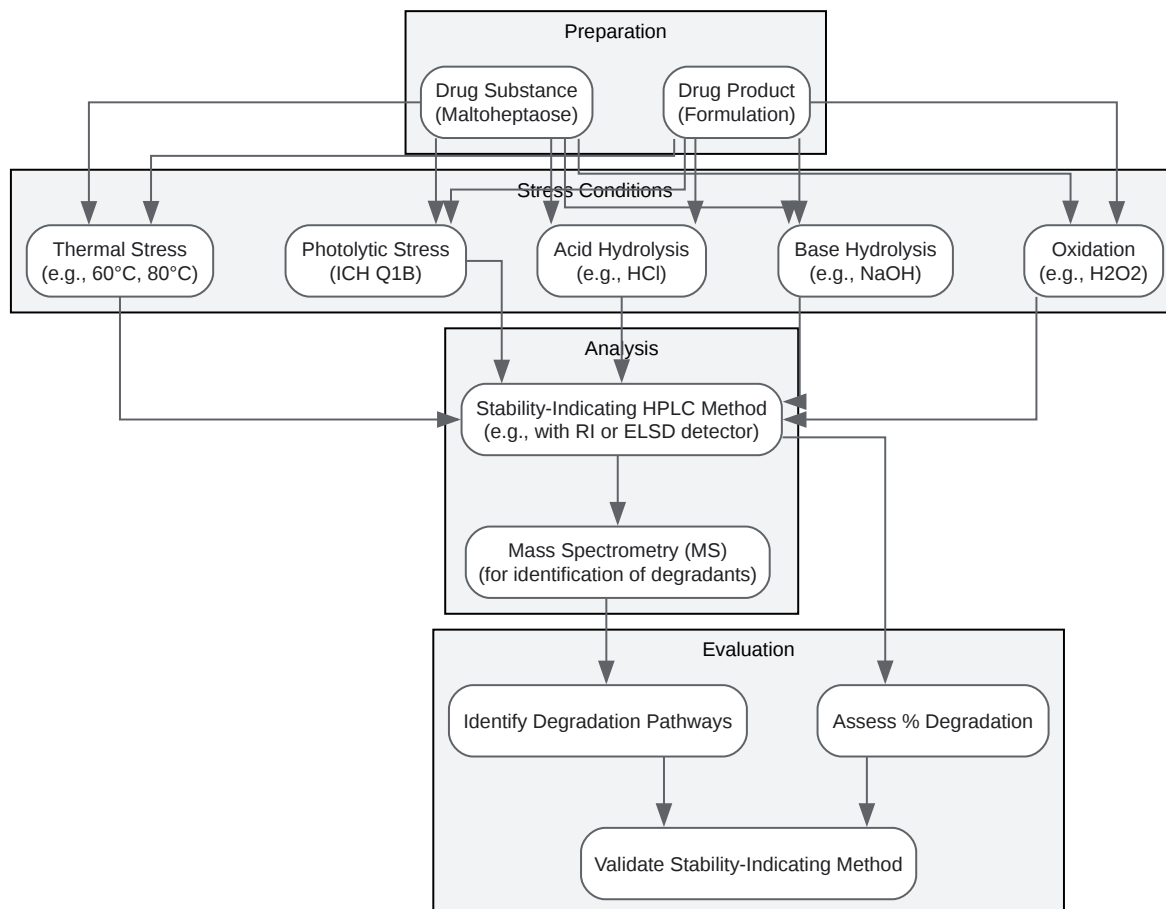 Preparation
Drug Substance
(Maltoheptaose)
Drug Product
(Formulation)
Stress Conditions
Thermal Stress
(e.g., 60°C, 80°C)
Photolytic Stress
(ICH Q1B)
Acid Hydrolysis
(e.g., HCl)
Base Hydrolysis
(e.g., NaOH)
Oxidation
(e.g., H2O2)
Analysis
Stability-Indicating HPLC Method
(e.g., with RI or ELSD detector)
Mass Spectrometry (MS)
(for identification of degradants)
Evaluation
Identify Degradation Pathways
Assess % Degradation
Validate Stability-Indicating Method